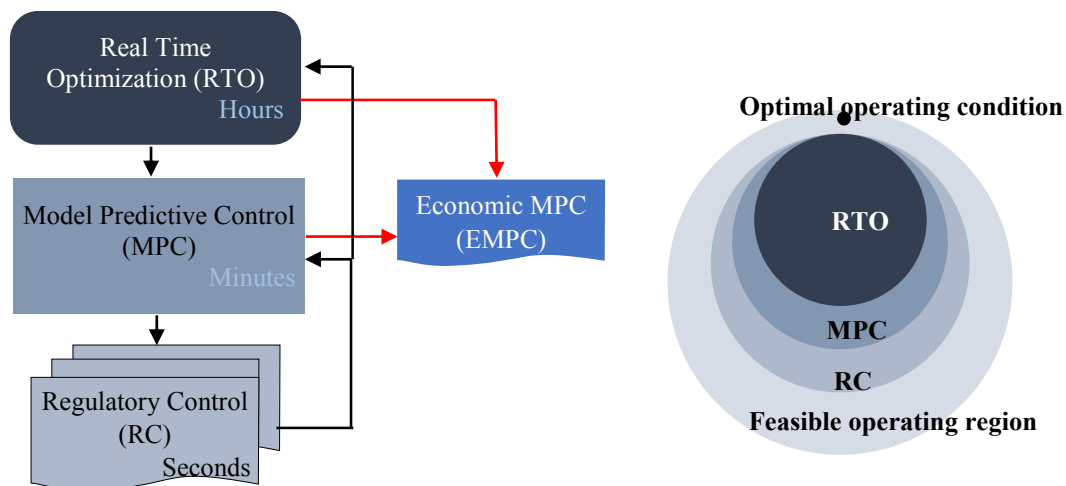 Real Time
Optimization (RTO)
Hours
Model Predictive Control
(MPC)
Minutes
Regulatory Control
(RC)
Seconds
Economic MPC
(EMPC)
Optimal operating condition
RTO
MPC
RC
Feasible operating region